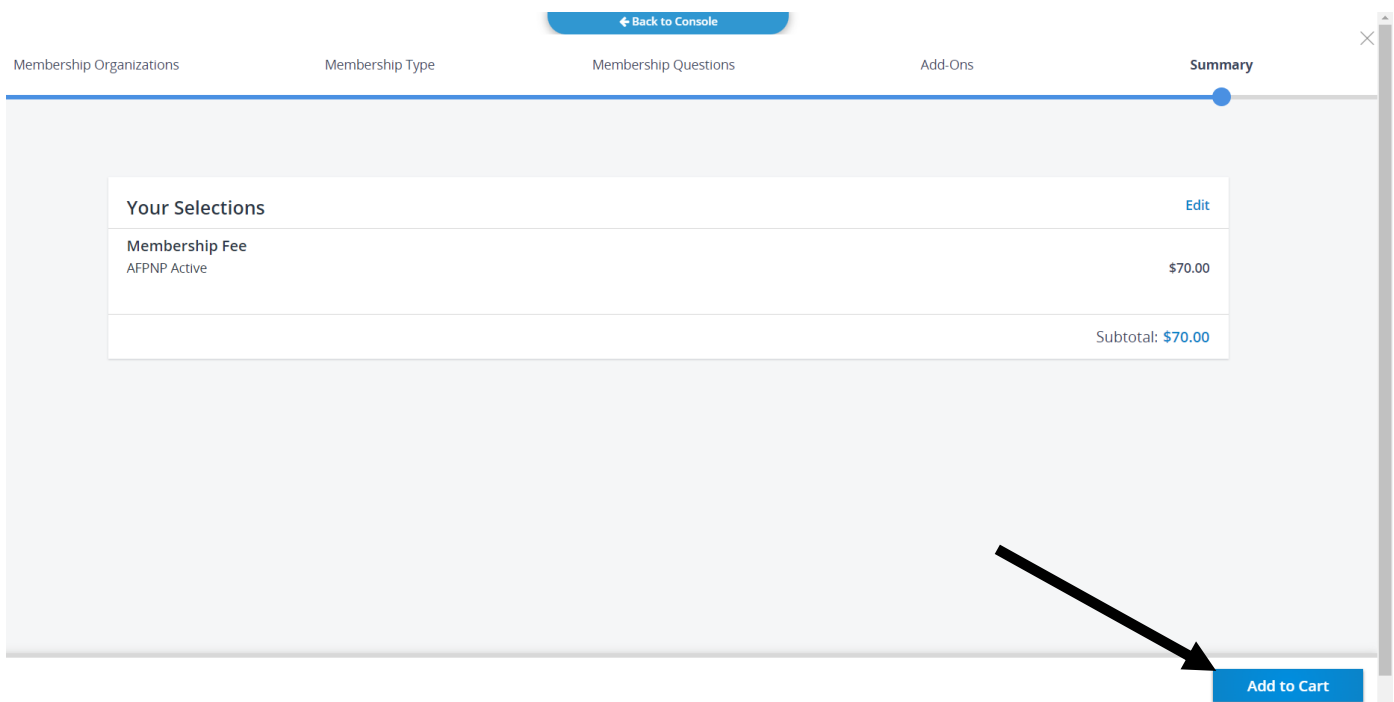 Back to Console
Membership Organizations Membership Type Membership Questions Add-Ons Summary
Your Selections Edit
Membership Fee
AFPNP Active $70.00
Subtotal: $70.00
Add to Cart